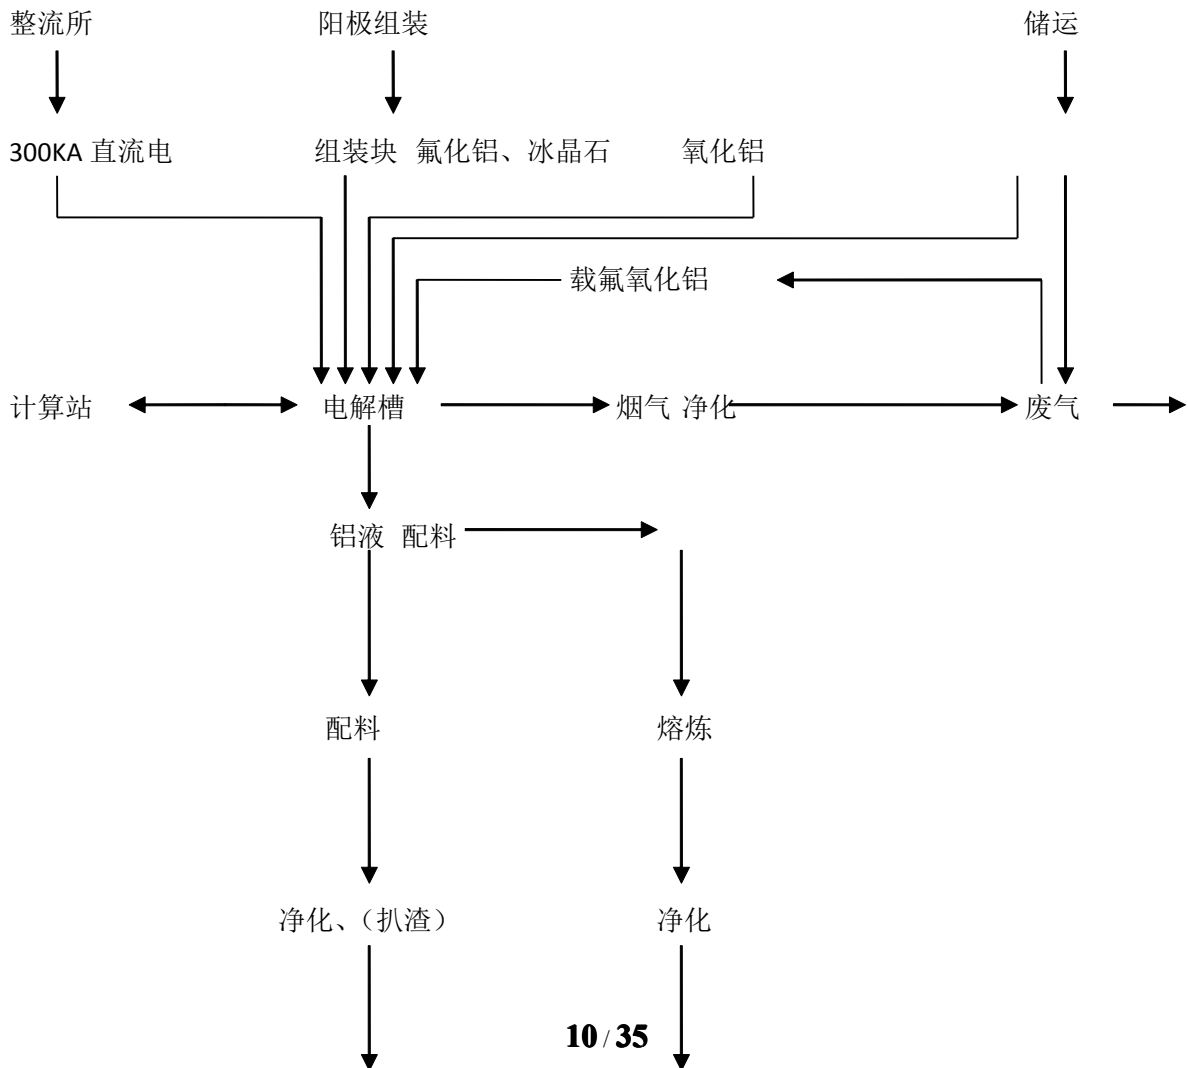 整流所 阳极组装 储运
300KA 直流电 组装块 氟化铝、冰晶石 氧化铝
载氟氧化铝
计算站 电解槽 烟气 净化 废气
铝液 配料
配料 熔炼
净化、（扒渣） 净化
10 / 35